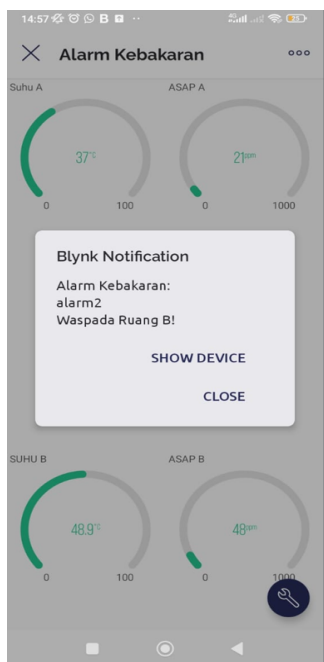 14:57
Alarm Kebakaran
Suhu A
ASAP A
37°C
21ppm
0 100
0 1000
Blynk Notification
Alarm Kebakaran:
alarm2
Waspada Ruang B!
SHOW DEVICE
CLOSE
SUHU B
ASAP B
48.9°C
48ppm
0 100
0 1000